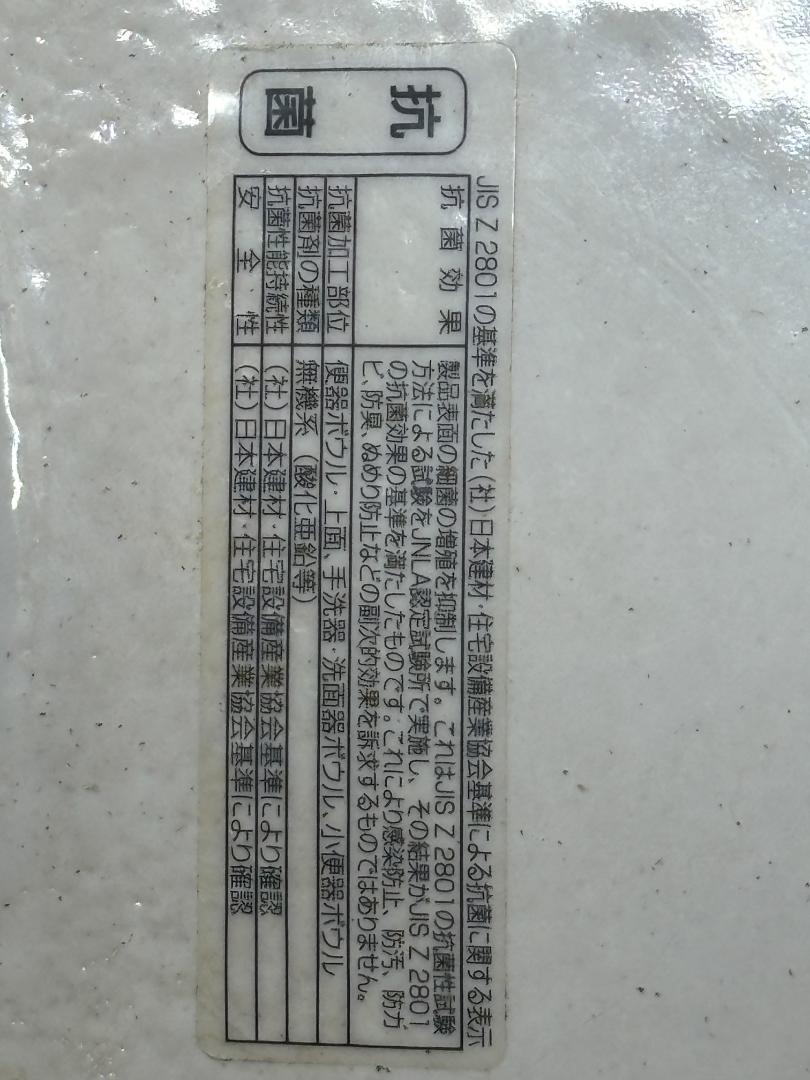 抗菌
JIS Z 2801の基準を満たした(社)日本建材・住宅設備産業協会基準による抗菌に関する表示
抗菌効果
製品表面の細菌の増殖を抑制します。これはJIS Z 2801の抗菌性試験
方法による試験をJNLA認定試験所で実施し、その結果がJIS Z 2801
の抗菌効果の基準を満たしたものです。これにより感染防止、防汚、防カ
ビ、防臭、ぬめり防止などの副次的効果を訴求するものではありません。
抗菌加工部位 便器ボウル・上面、手洗器・洗面器ボウル、小便器ボウル
抗菌剤の種類 無機系(酸化亜鉛等)
抗菌性能持続性 (社)日本建材・住宅設備産業協会基準により確認
安全性 (社)日本建材・住宅設備産業協会基準により確認